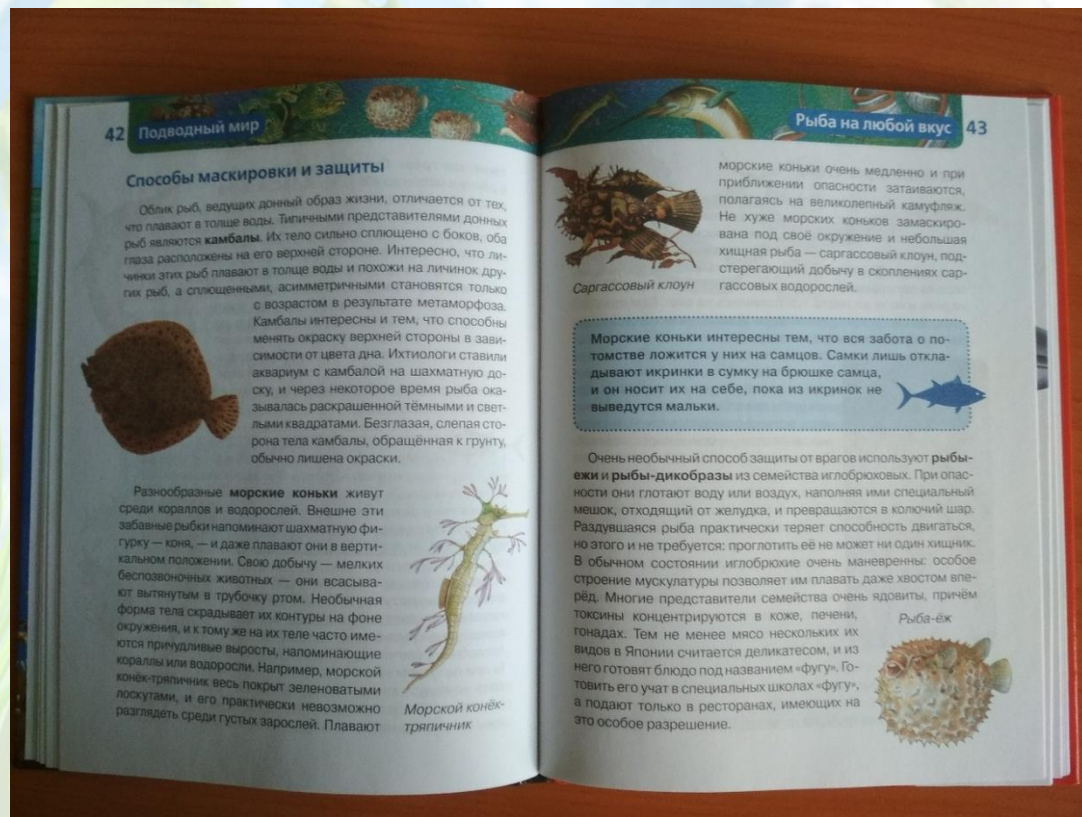 42 Подводный мир
Способы маскировки и защиты
Облик рыб, ведущих донный образ жизни, отличается от тех,
что плавают в толще воды. Типичными представителями донных
рыб являются камбалы. Их тело сильно сплющено с боков, оба
глаза расположены на его верхней стороне. Интересно, что ли-
чинки этих рыб плавают в толще воды и похожи на личинок дру-
гих рыб, а сплющенными, асимметричными становятся только
с возрастом в результате метаморфоза.
Камбалы интересны и тем, что способны
менять окраску верхней стороны в зави-
симости от цвета дна. Ихтиологи ставили
аквариум с камбалой на шахматную до-
ску, и через некоторое время рыба ока-
зывалась раскрашенной тёмными и свет-
лыми квадратами. Безглазая, слепая сто-
рона тела камбалы, обращённая к грунту,
обычно лишена окраски.
Разнообразные морские коньки живут
среди кораллов и водорослей. Внешне эти
забавные рыбки напоминают шахматную фи-
гурку — коня, — и даже плавают они в верти-
кальном положении. Свою добычу — мелких
беспозвоночных животных — они всасыва-
ют вытянутым в трубочку ртом. Необычная
форма тела скрадывает их контуры на фоне
окружения, и к тому же на их теле часто име-
ются причудливые выросты, напоминающие
кораллы или водоросли. Например, морской
конёк-тряпичник весь покрыт зеленоватыми
лоскутами, и его практически невозможно
разглядеть среди густых зарослей. Плавают
Морской конёк-
тряпичник
Рыба на любой вкус 43
морские коньки очень медленно и при
приближении опасности затаиваются,
полагаясь на великолепный камуфляж.
Не хуже морских коньков замаскиро-
вана под своё окружение и небольшая
хищная рыба — саргассовый клоун, под-
стерегающий добычу в скоплениях сар-
гассовых водорослей.
Саргассовый клоун
Морские коньки интересны тем, что вся забота о по-
томстве ложится у них на самцов. Самки лишь откла-
дывают икринки в сумку на брюшке самца,
и он носит их на себе, пока из икринок не
выведутся мальки.
Очень необычный способ защиты от врагов используют рыбы-
ежи и рыбы-дикобразы из семейства иглобрюховых. При опас-
ности они глотают воду или воздух, наполняя ими специальный
мешок, отходящий от желудка, и превращаются в колючий шар.
Раздувшаяся рыба практически теряет способность двигаться,
но этого и не требуется: проглотить её не может ни один хищник.
В обычном состоянии иглобрюхие очень маневренны: особое
строение мускулатуры позволяет им плавать даже хвостом впе-
рёд. Многие представители семейства очень ядовиты, причём
токсины концентрируются в коже, печени,
гонадах. Тем не менее мясо нескольких их
видов в Японии считается деликатесом, и из
него готовят блюдо под названием «фугу». Го-
товить его учат в специальных школах «фугу»,
а подают только в ресторанах, имеющих на
это особое разрешение.
Рыба-ёж